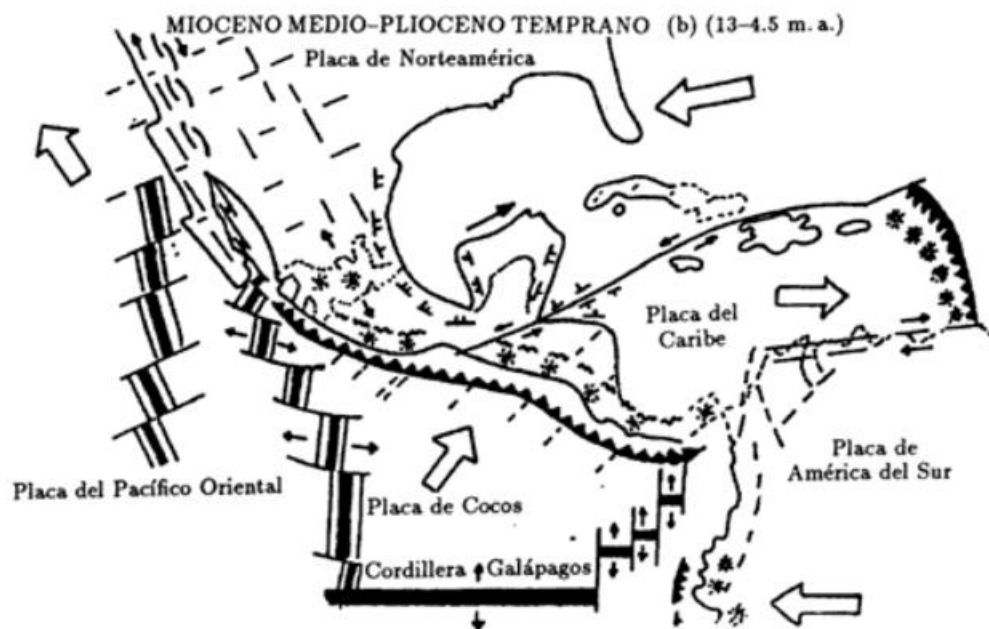 MIOCENO MEDIO–PLIOCENO TEMPRANO (b) (13–4.5 m. a.)
Placa de Norteamérica
Placa del
Caribe
Placa de
América del Sur
Placa del Pacífico Oriental
Placa de Cocos
Cordillera Galápagos